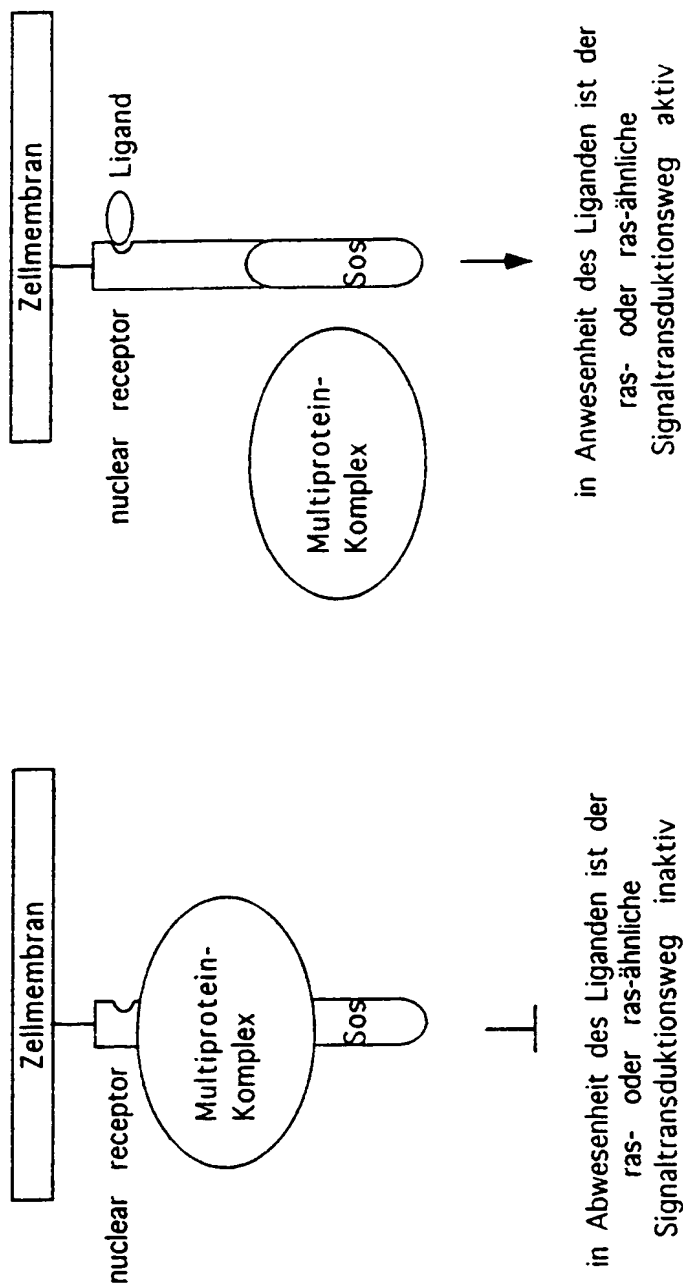 Zellmembran
nuclear receptor
Multiprotein-
Komplex
Sos
in Abwesenheit des Liganden ist der
ras- oder ras-ähnliche
Signaltransduktionsweg inaktiv
Zellmembran
nuclear receptor
Ligand
Multiprotein-
Komplex
Sos
in Anwesenheit des Liganden ist der
ras- oder ras-ähnliche
Signaltransduktionsweg aktiv